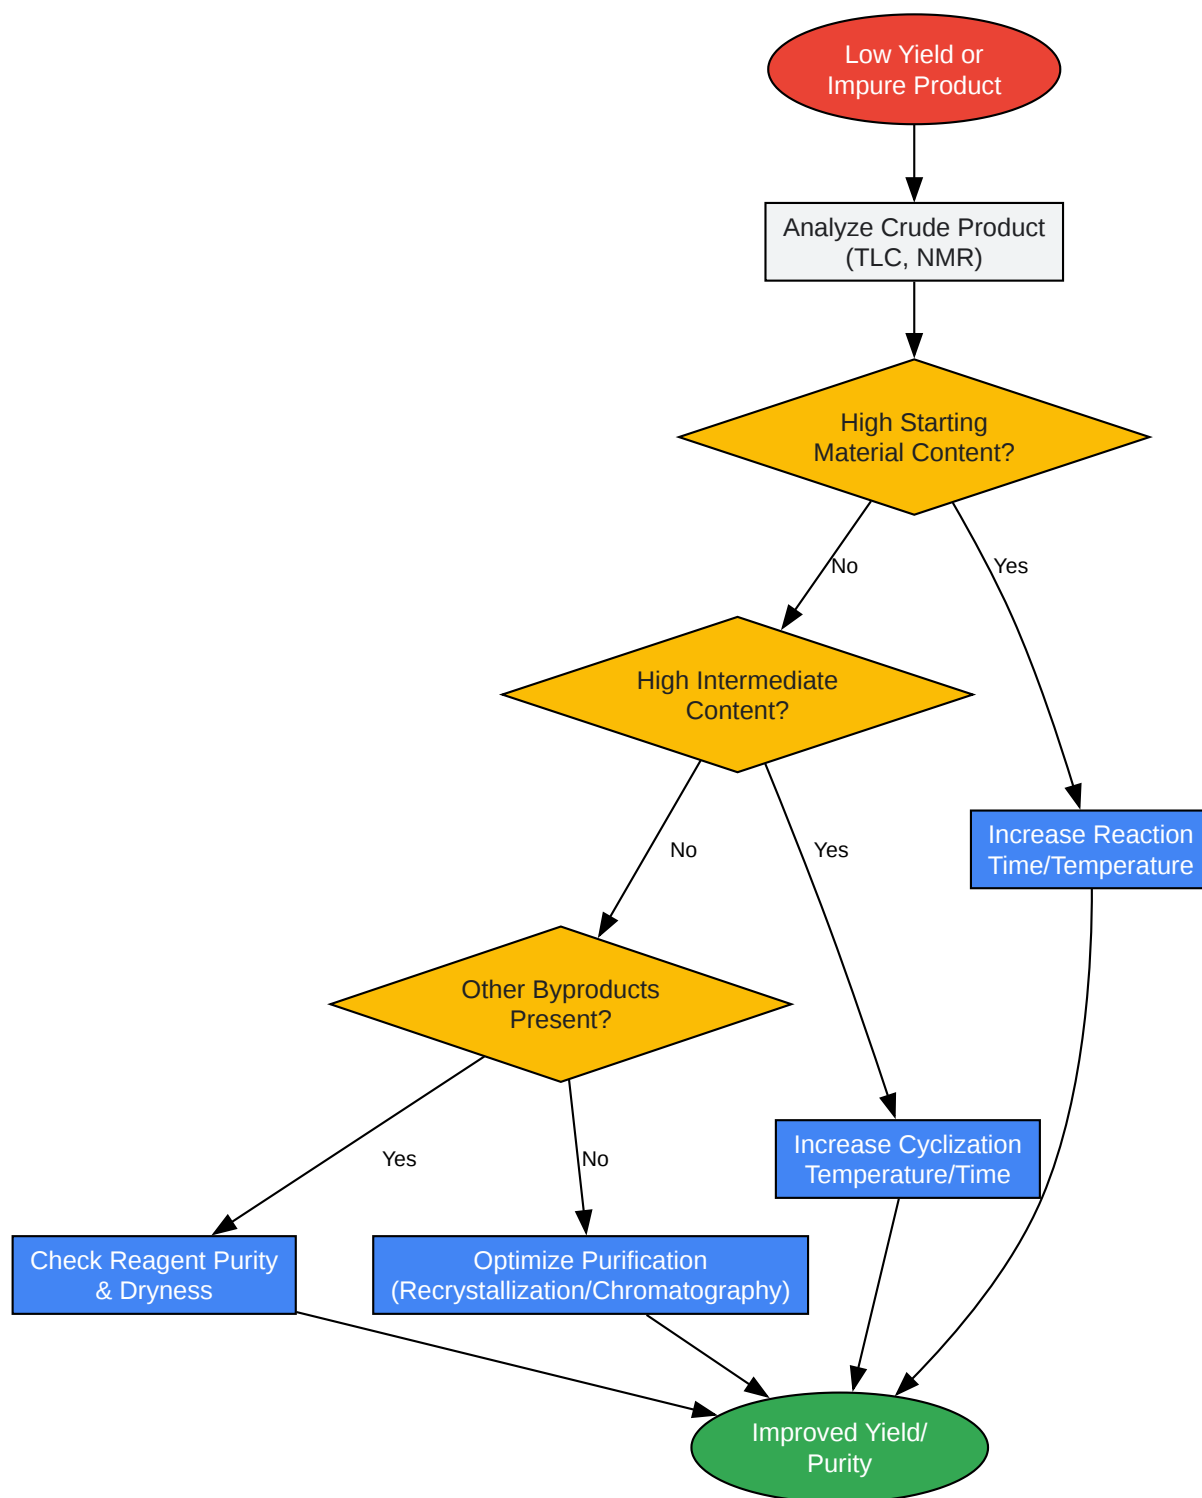 Low Yield or
Impure Product
Analyze Crude Product
(TLC, NMR)
High Starting
Material Content?
No
Yes
High Intermediate
Content?
No
Yes
Increase Reaction
Time/Temperature
Other Byproducts
Present?
Yes
No
Increase Cyclization
Temperature/Time
Check Reagent Purity
& Dryness
Optimize Purification
(Recrystallization/Chromatography)
Improved Yield/
Purity